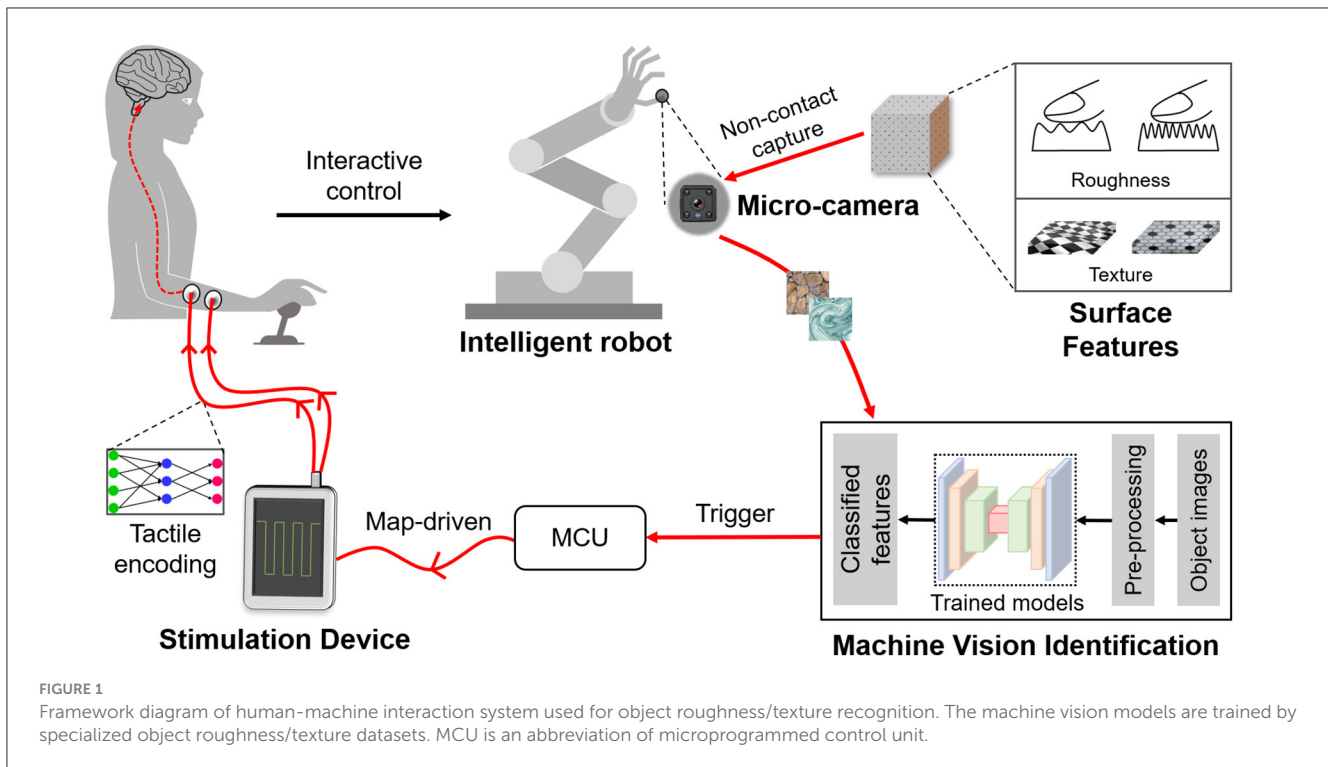 Interactive
control
Non-contact
capture
Micro-camera
Intelligent robot
Roughness
Texture
Surface
Features
Tactile
encoding
Stimulation Device
Map-driven
MCU
Trigger
Classified
features
Trained models
Pre-processing
Object images
Machine Vision Identification
FIGURE 1
Framework diagram of human-machine interaction system used for object roughness/texture recognition. The machine vision models are trained by
specialized object roughness/texture datasets. MCU is an abbreviation of microprogrammed control unit.